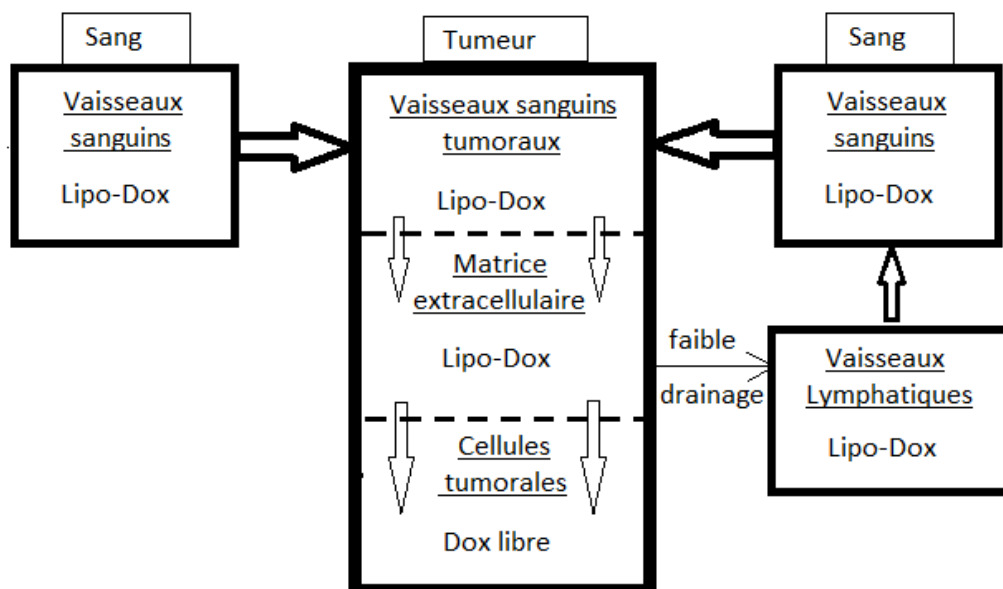 Sang
Vaisseaux
sanguins
Lipo-Dox
Tumeur
Vaisseaux sanguins
tumoraux
Lipo-Dox
Matrice
extracellulaire
Lipo-Dox
Cellules
tumorales
Dox libre
faible
drainage
Sang
Vaisseaux
sanguins
Lipo-Dox
Vaisseaux
Lymphatiques
Lipo-Dox